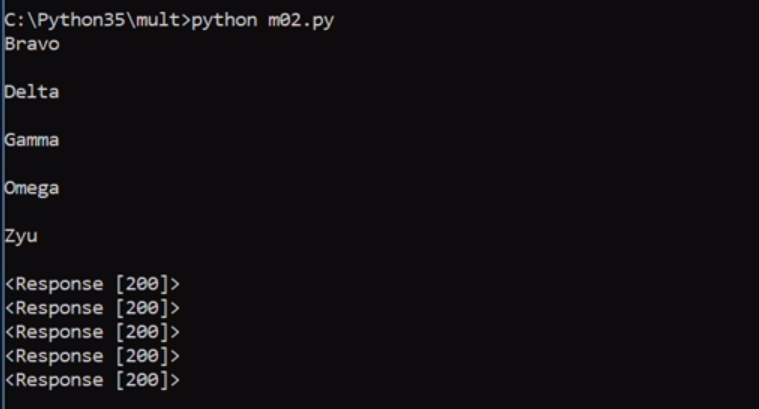 C:\Python35\mult>python m02.py
Bravo
Delta
Gamma
Omega
Zyu
<Response [200]>
<Response [200]>
<Response [200]>
<Response [200]>
<Response [200]>